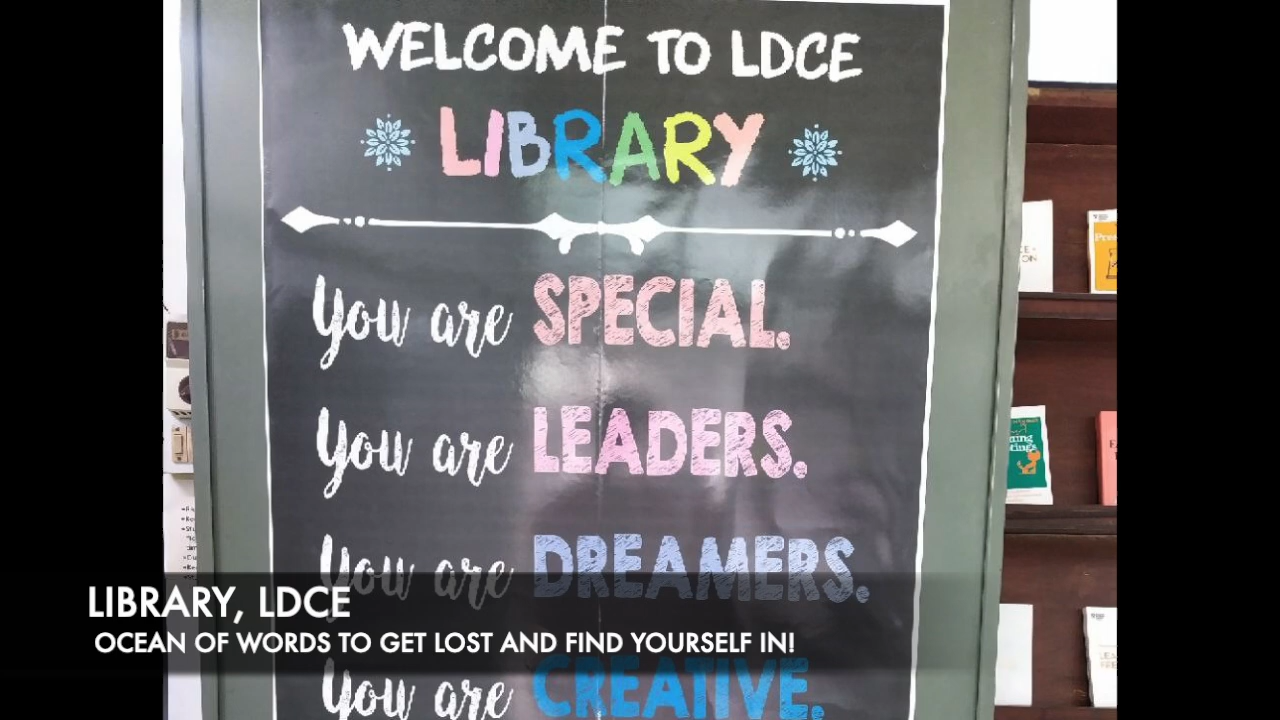 WELCOME TO LDCE
LIBRARY
You are SPECIAL.
You are LEADERS.
You are DREAMERS.
LIBRARY, LDCE
OCEAN OF WORDS TO GET LOST AND FIND YOURSELF IN!
You are CREATIVE.